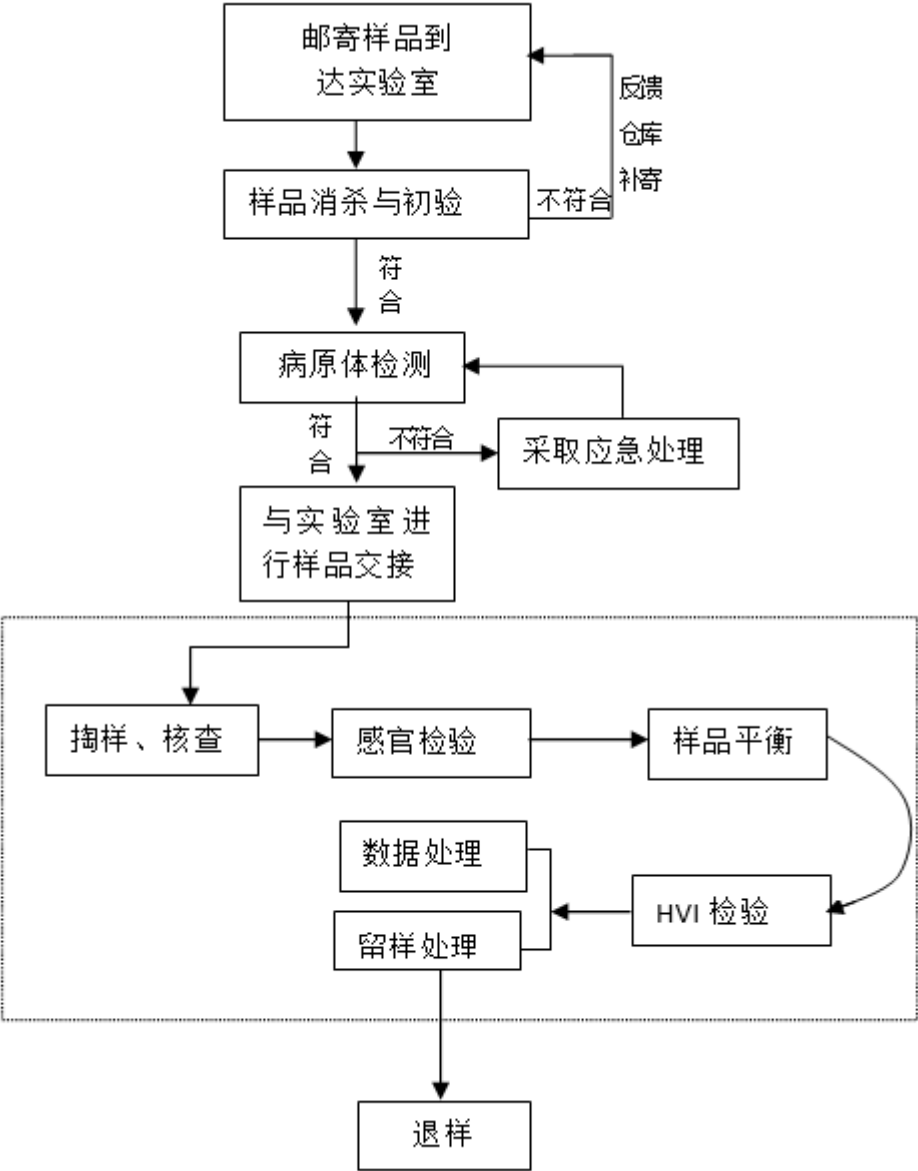 邮寄样品到
达实验室
反馈
仓库
补寄
样品消杀与初验
不符合
符
合
病原体检测
符
合
不符合
采取应急处理
与实验室进
行样品交接
掏样、核查
感官检验
样品平衡
数据处理
HVI 检验
留样处理
退样